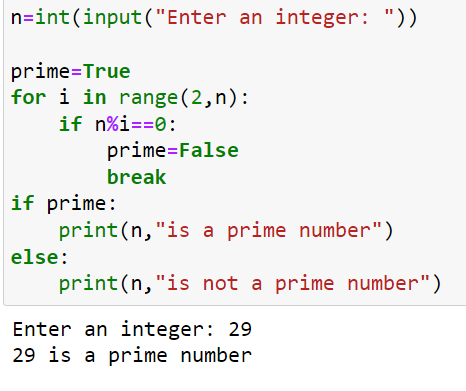 n=int(input("Enter an integer: "))

prime=True
for i in range(2,n):
    if n%i==0:
        prime=False
        break
if prime:
    print(n,"is a prime number")
else:
    print(n,"is not a prime number")
Enter an integer: 29
29 is a prime number